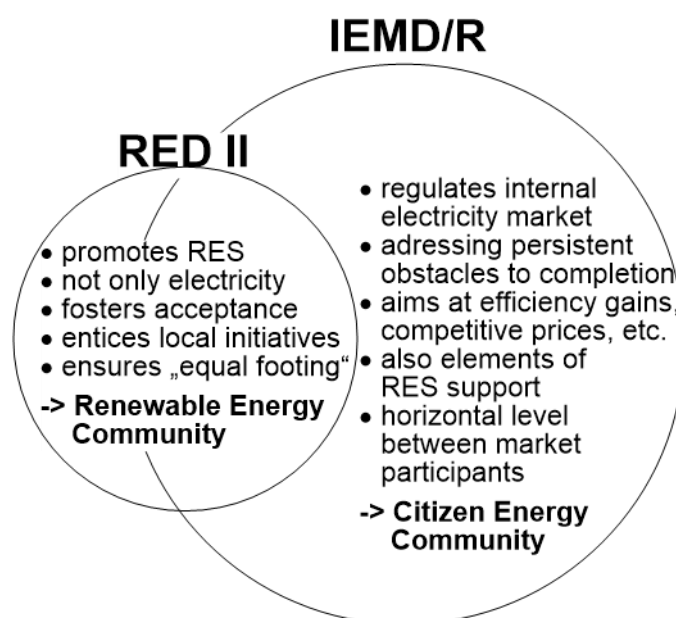 IEMD/R
RED II
• promotes RES
• not only electricity
• fosters acceptance
• entices local initiatives
• ensures „equal footing“
-> Renewable Energy
Community
• regulates internal
electricity market
• adressing persistent
obstacles to completion
• aims at efficiency gains,
competitive prices, etc.
• also elements of
RES support
• horizontal level
between market
participants
-> Citizen Energy
Community